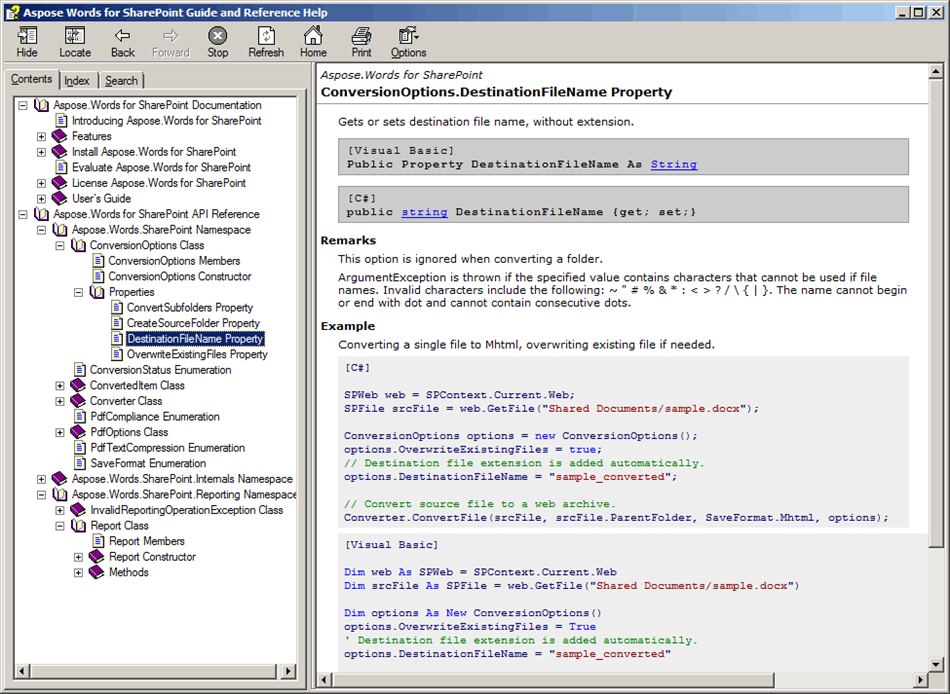 Aspose Words for SharePoint Guide and Reference Help
Hide Locate Back Forward Stop Refresh Home Print Options
Contents Index Search
Aspose.Words for SharePoint Documentation
Introducing Aspose.Words for SharePoint
Features
Install Aspose.Words for SharePoint
Evaluate Aspose.Words for SharePoint
License Aspose.Words for SharePoint
User's Guide
Aspose.Words for SharePoint API Reference
Aspose.Words.SharePoint Namespace
ConversionOptions Class
ConversionOptions Members
ConversionOptions Constructor
Properties
ConvertSubfolders Property
CreateSourceFolder Property
DestinationFileName Property
OverwriteExistingFiles Property
ConversionStatus Enumeration
ConvertedItem Class
Converter Class
PdfCompliance Enumeration
PdfOptions Class
PdfTextCompression Enumeration
SaveFormat Enumeration
Aspose.Words.SharePoint.Internals Namespace
Aspose.Words.SharePoint.Reporting Namespace
InvalidReportingOperationException Class
Report Class
Report Members
Report Constructor
Methods
Aspose.Words for SharePoint
ConversionOptions.DestinationFileName Property
Gets or sets destination file name, without extension.
[Visual Basic]
Public Property DestinationFileName As String
[C#]
public string DestinationFileName {get; set;}
Remarks
This option is ignored when converting a folder.
ArgumentException is thrown if the specified value contains characters that cannot be used if file
names. Invalid characters include the following: ~ " # % & * : < > ? / \ { | }. The name cannot begin
or end with dot and cannot contain consecutive dots.
Example
Converting a single file to Mhtml, overwriting existing file if needed.
[C#]
SPWeb web = SPContext.Current.Web;
SPFile srcFile = web.GetFile("Shared Documents/sample.docx");
ConversionOptions options = new ConversionOptions();
options.OverwriteExistingFiles = true;
// Destination file extension is added automatically.
options.DestinationFileName = "sample_converted";
// Convert source file to a web archive.
Converter.ConvertFile(srcFile, srcFile.ParentFolder, SaveFormat.Mhtml, options);
[Visual Basic]
Dim web As SPWeb = SPContext.Current.Web
Dim srcFile As SPFile = web.GetFile("Shared Documents/sample.docx")
Dim options As New ConversionOptions()
options.OverwriteExistingFiles = True
' Destination file extension is added automatically.
options.DestinationFileName = "sample_converted"